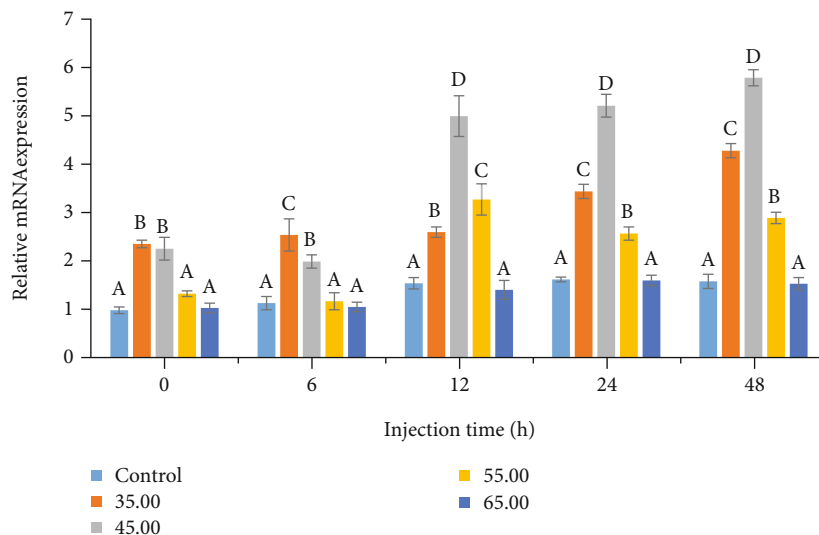 7
6
5
4
3
2
1
0
Relative mRNAexpression
A B B A A
A C B A A
A B D C A
A C D B A
A C D B A
0 6 12 24 48
Injection time (h)
Control
35.00
45.00
55.00
65.00